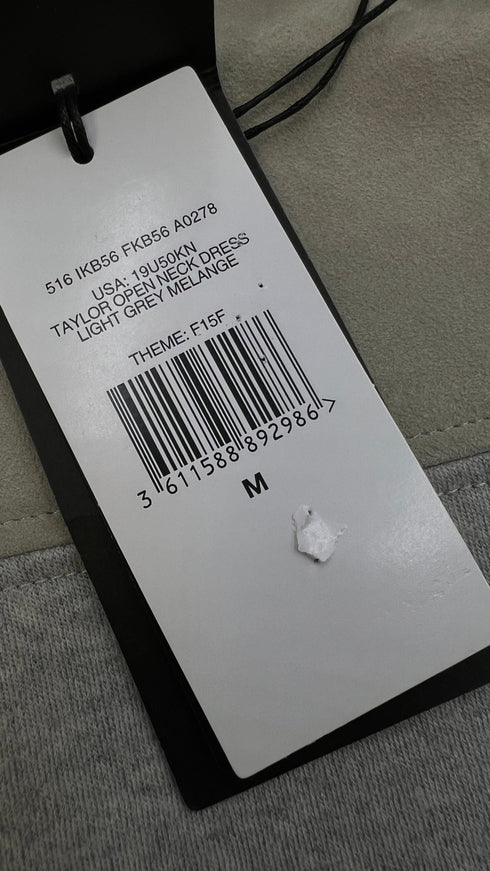 516 IKB56 FKB56 A0278
USA: 19U50KN
TAYLOR OPEN NECK DRESS
LIGHT GREY MELANGE
THEME: F15F
3 611588 892986 >
M